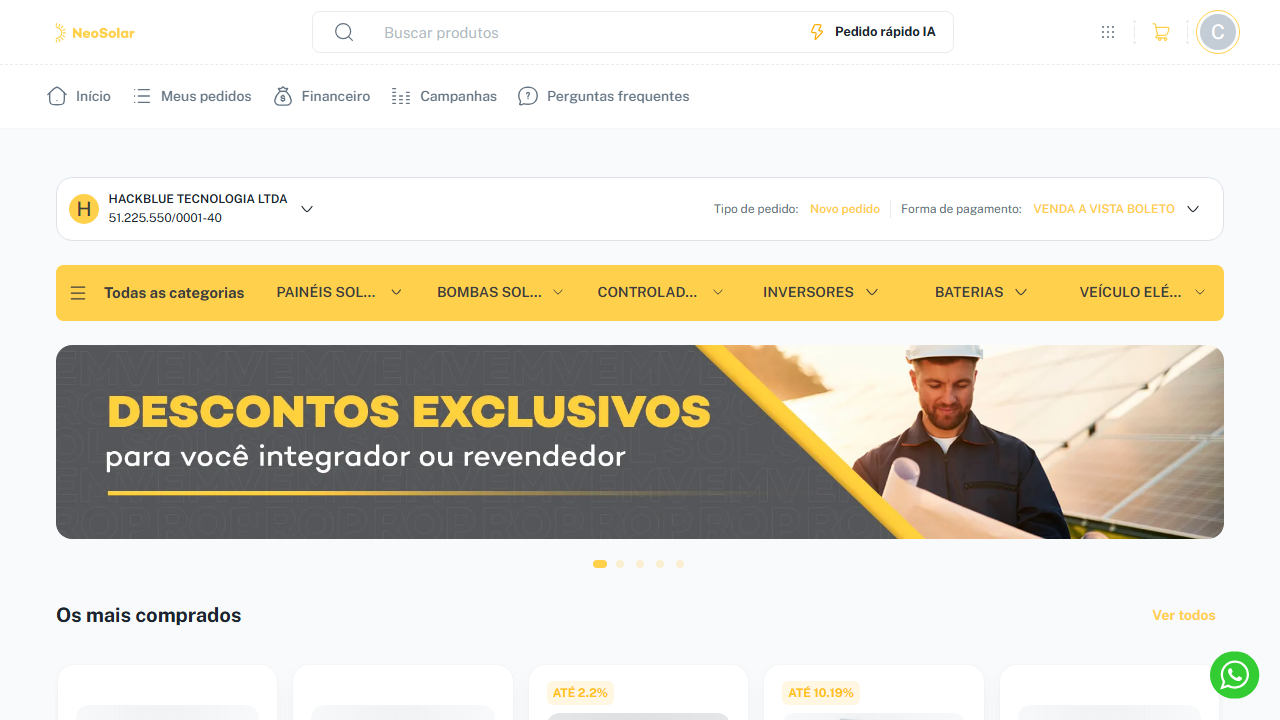 NeoSolar
Buscar produtos
Pedido rápido IA
C
Início
Meus pedidos
Financeiro
Campanhas
Perguntas frequentes
H
HACKBLUE TECNOLOGIA LTDA
51.225.550/0001-40
Tipo de pedido: Novo pedido
Forma de pagamento: VENDA A VISTA BOLETO
Todas as categorias
PAINÉIS SOL...
BOMBAS SOL...
CONTROLAD...
INVERSORES
BATERIAS
VEÍCULO ELÉ...
DESCONTOS EXCLUSIVOS
para você integrador ou revendedor
Os mais comprados
Ver todos
ATÉ 2.2%
ATÉ 10.19%